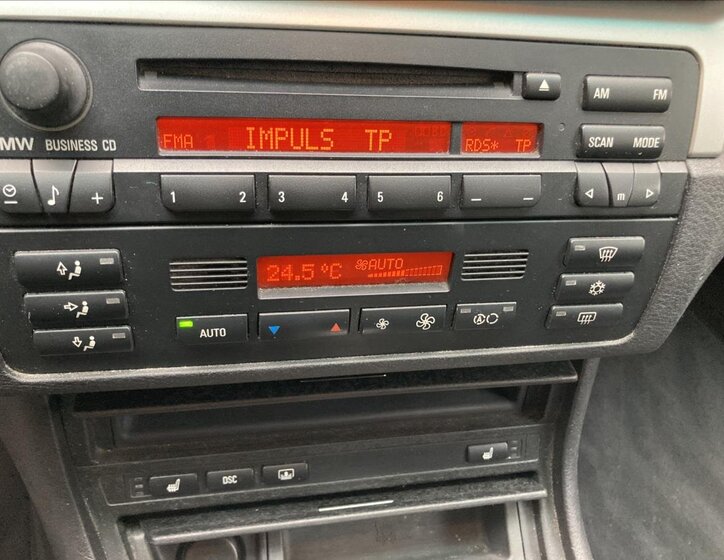 AM FM
FMA IMPULS TP RDS* TP
MW BUSINESS CD
SCAN MODE
1 2 3 4 5 6 m
24.5°C AUTO
AUTO
A
DSC